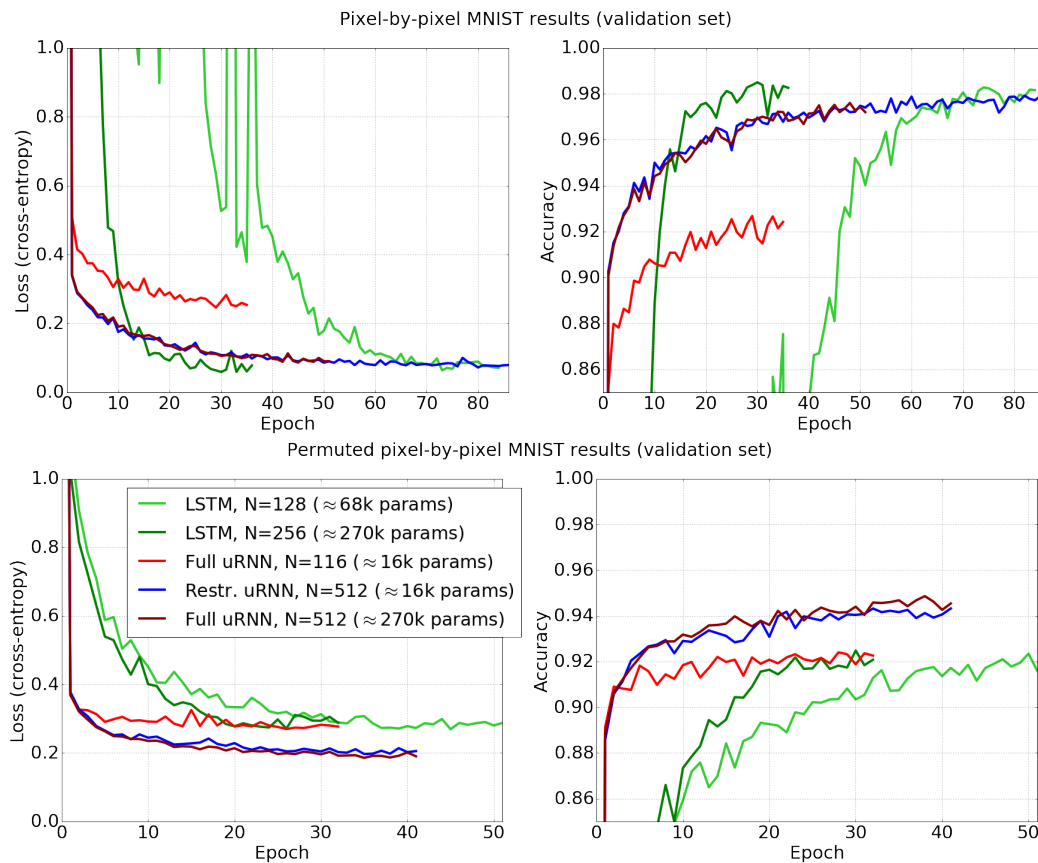 Pixel-by-pixel MNIST results (validation set)
1.0
0.8
0.6
0.4
0.2
0.0
Loss (cross-entropy)
0 10 20 30 40 50 60 70 80
Epoch
1.00
0.98
0.96
0.94
0.92
0.90
0.88
0.86
Accuracy
0 10 20 30 40 50 60 70 80
Epoch
Permuted pixel-by-pixel MNIST results (validation set)
1.0
0.8
0.6
0.4
0.2
0.0
Loss (cross-entropy)
LSTM, N=128 (≈68k params)
LSTM, N=256 (≈270k params)
Full uRNN, N=116 (≈16k params)
Restr. uRNN, N=512 (≈16k params)
Full uRNN, N=512 (≈270k params)
0 10 20 30 40 50
Epoch
1.00
0.98
0.96
0.94
0.92
0.90
0.88
0.86
Accuracy
0 10 20 30 40 50
Epoch